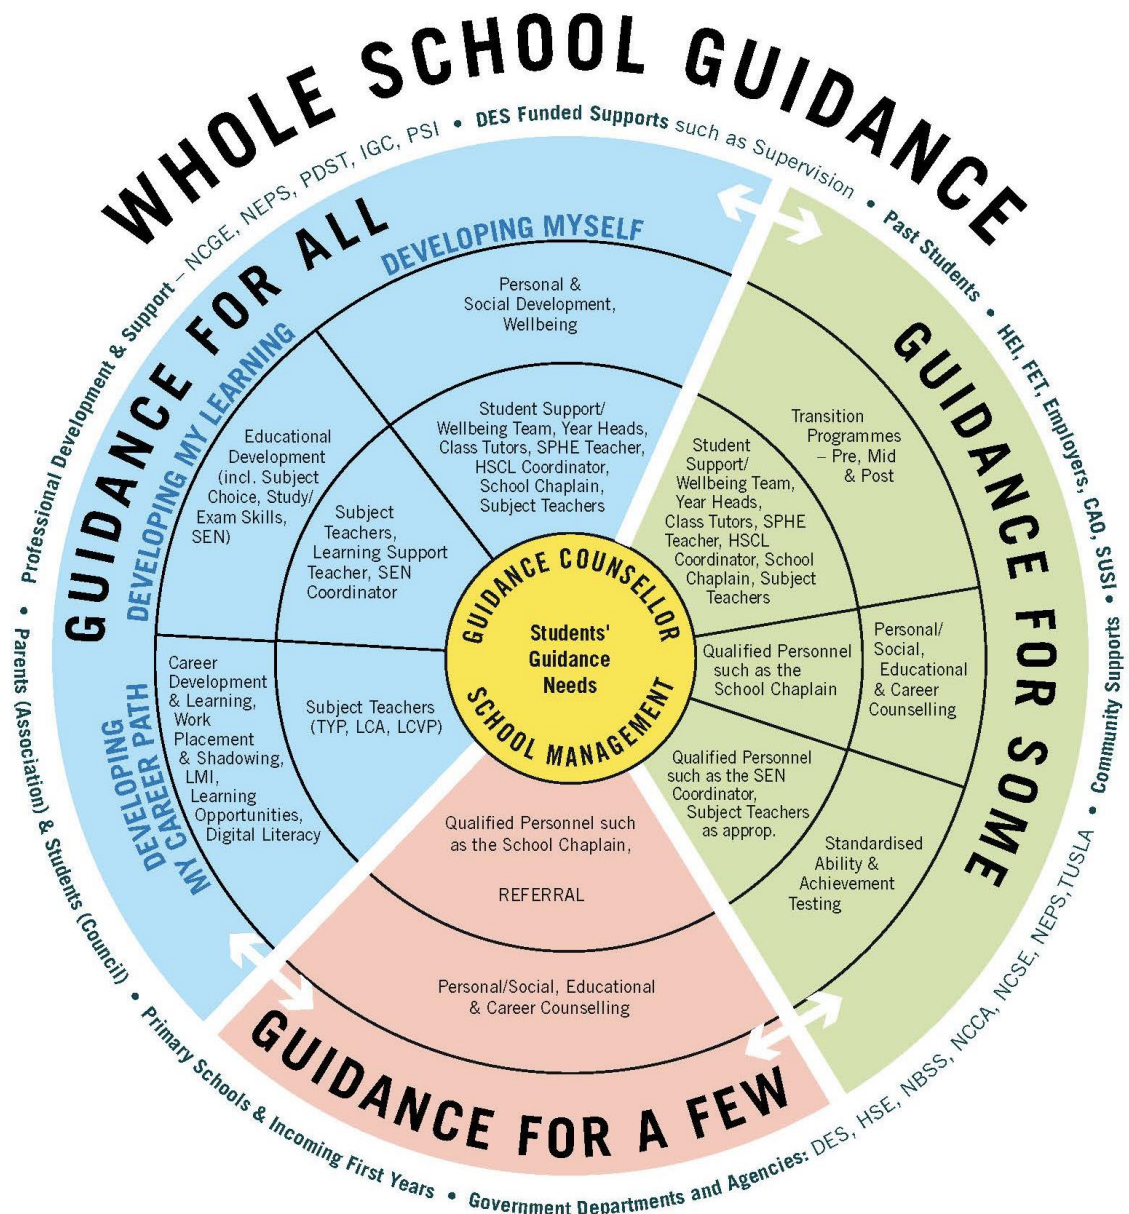 WHOLE SCHOOL GUIDANCE
Professional Development & Support – NCGE, NEPS, PDST, IGC, PSI • DES Funded Supports such as Supervision • Past Students • HEI, FET, Employers, CAO, SUSI • Community Supports • Government Departments and Agencies: DES, HSE, NBSS, NCCA, NCSE, NEPS, TUSLA • Primary Schools & Incoming First Years • Parents (Association) & Students (Council) •
GUIDANCE FOR ALL
DEVELOPING MYSELF
Personal &
Social Development,
Wellbeing
Student Support/
Wellbeing Team, Year Heads,
Class Tutors, SPHE Teacher,
HSCL Coordinator,
School Chaplain,
Subject Teachers
DEVELOPING MY LEARNING
Educational
Development
(incl. Subject
Choice, Study/
Exam Skills,
SEN)
Subject
Teachers,
Learning Support
Teacher, SEN
Coordinator
DEVELOPING
MY CAREER PATH
Career
Development
& Learning,
Work
Placement
& Shadowing,
LMI,
Learning
Opportunities,
Digital Literacy
Subject Teachers
(TYP, LCA, LCVP)
GUIDANCE COUNSELLOR
Students'
Guidance
Needs
SCHOOL MANAGEMENT
GUIDANCE FOR SOME
Transition
Programmes
– Pre, Mid
& Post
Student
Support/
Wellbeing Team,
Year Heads,
Class Tutors, SPHE
Teacher, HSCL
Coordinator, School
Chaplain, Subject
Teachers
Personal/
Social,
Educational
& Career
Counselling
Qualified Personnel
such as the
School Chaplain
Qualified Personnel
such as the SEN
Coordinator,
Subject Teachers
as approp.
Standardised
Ability &
Achievement
Testing
Qualified Personnel such
as the School Chaplain,
REFERRAL
Personal/Social, Educational
& Career Counselling
GUIDANCE FOR A FEW